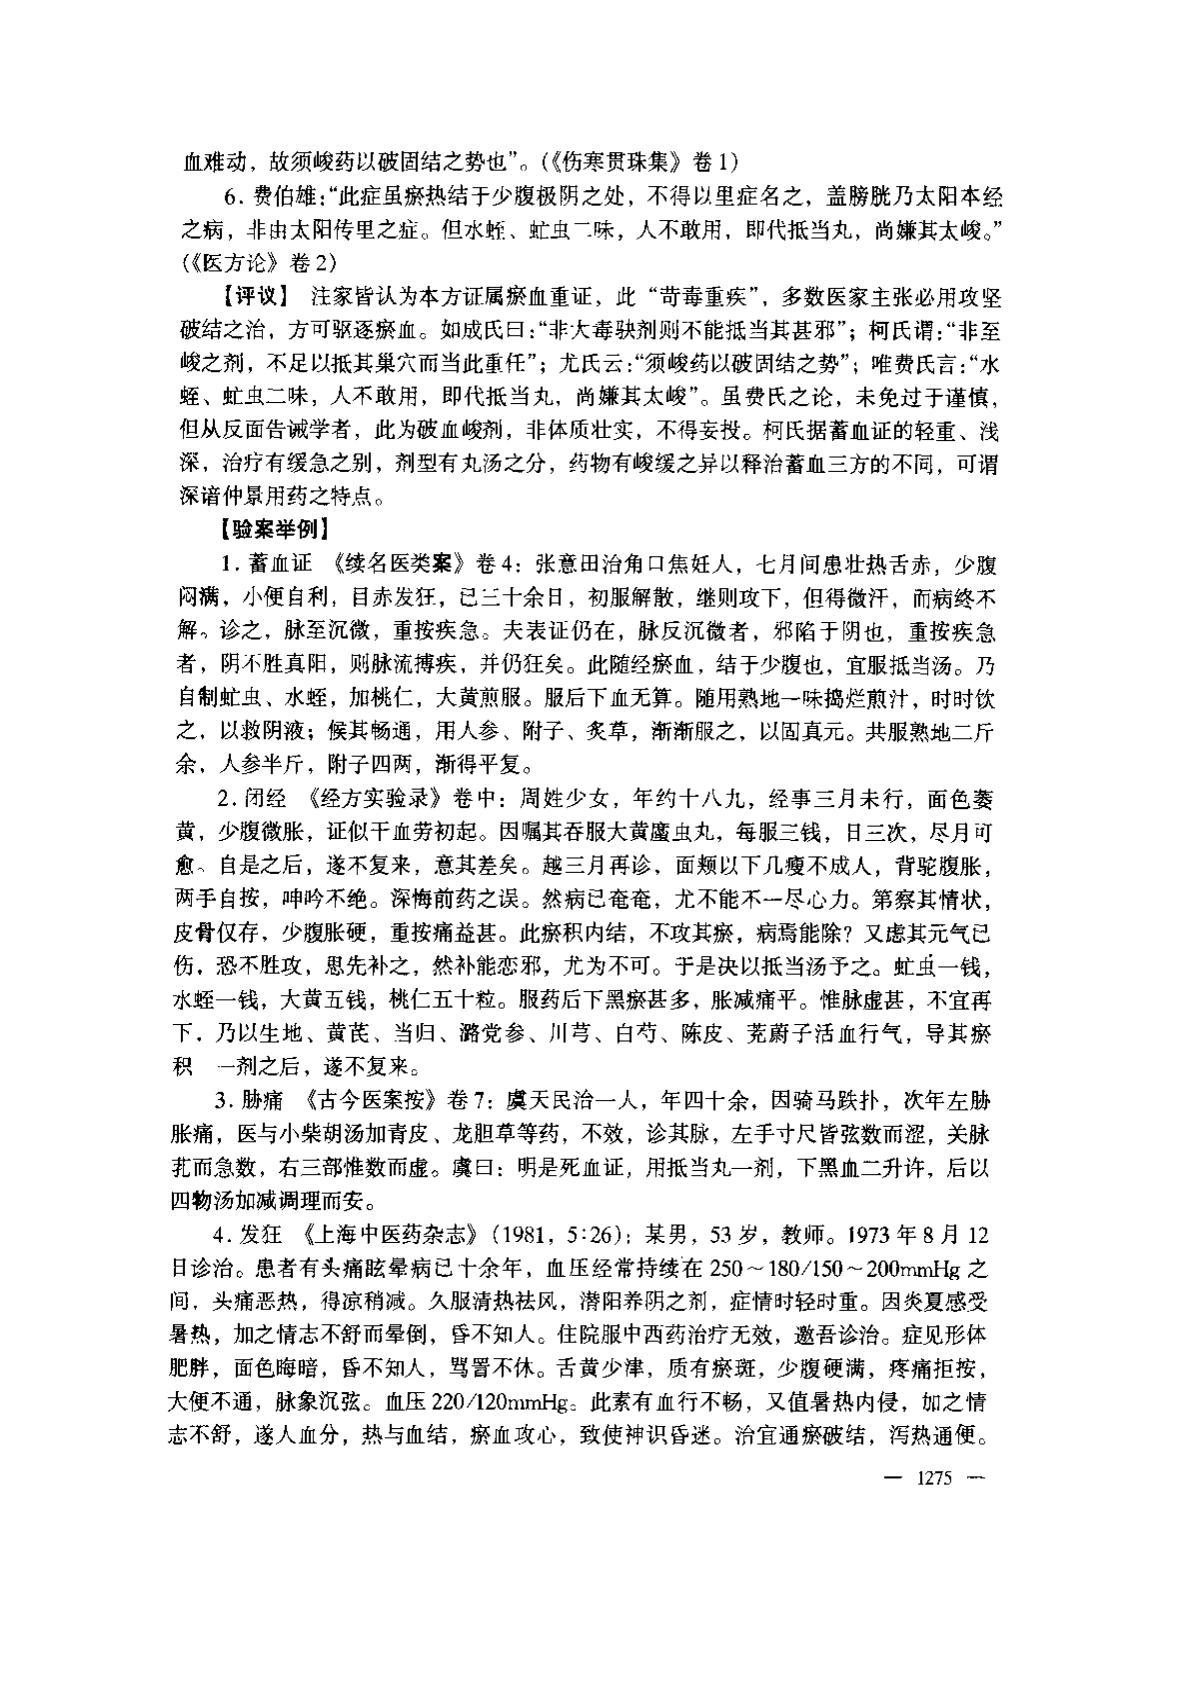 血难动，故须峻药以破固结之势也”。(《伤寒贯珠集》卷1)
6. 费伯雄：“此症虽瘀热结于少腹极阴之处，不得以里症名之，盖膀胱乃太阳本经
之病，非由太阳传里之症。但水蛭、虻虫二味，人不敢用，即代抵当丸，尚嫌其太峻。”
(《医方论》卷2)
【评议】 注家皆认为本方证属瘀血重证，此“苛毒重疾”，多数医家主张必用攻坚
破结之治，方可驱逐瘀血。如成氏曰：“非大毒駃剂则不能抵当其甚邪”；柯氏谓：“非至
峻之剂，不足以抵其巢穴而当此重任”；尤氏云：“须峻药以破固结之势”；唯费氏言：“水
蛭、虻虫二味，人不敢用，即代抵当丸，尚嫌其太峻”。虽费氏之论，未免过于谨慎，
但从反面告诫学者，此为破血峻剂，非体质壮实，不得妄投。柯氏据蓄血证的轻重、浅
深，治疗有缓急之别，剂型有丸汤之分，药物有峻缓之异以释治蓄血三方的不同，可谓
深谙仲景用药之特点。
【验案举例】
1. 蓄血证 《续名医类案》卷4：张意田治角口焦妊人，七月间患壮热舌赤，少腹
闷满，小便自利，目赤发狂，已三十余日，初服解散，继则攻下，但得微汗，而病终不
解。诊之，脉至沉微，重按疾急。夫表证仍在，脉反沉微者，邪陷于阴也，重按疾急
者，阴不胜真阳，则脉流搏疾，并仍狂矣。此随经瘀血，结于少腹也，宜服抵当汤。乃
自制虻虫、水蛭，加桃仁，大黄煎服。服后下血无算。随用熟地一味捣烂煎汁，时时饮
之，以救阴液；候其畅通，用人参、附子、炙草，渐渐服之，以固真元。共服熟地二斤
余，人参半斤，附子四两，渐得平复。
2. 闭经 《经方实验录》卷中：周姓少女，年约十八九，经事三月未行，面色萎
黄，少腹微胀，证似干血劳初起。因嘱其吞服大黄䗪虫丸，每服三钱，日三次，尽月可
愈。自是之后，遂不复来，意其差矣。越三月再诊，面颊以下几瘦不成人，背驼腹胀，
两手自按，呻吟不绝。深悔前药之误。然病已奄奄，尤不能不一尽心力。第察其情状，
皮骨仅存，少腹胀硬，重按痛益甚。此瘀积内结，不攻其瘀，病焉能除？又虑其元气已
伤，恐不胜攻，思先补之，然补能恋邪，尤为不可。于是决以抵当汤予之。虻虫一钱，
水蛭一钱，大黄五钱，桃仁五十粒。服药后下黑瘀甚多，胀减痛平。惟脉虚甚，不宜再
下，乃以生地、黄芪、当归、潞党参、川芎、白芍、陈皮、茺蔚子活血行气，导其瘀
积 一剂之后，遂不复来。
3. 胁痛 《古今医案按》卷7：虞天民治一人，年四十余，因骑马跌扑，次年左胁
胀痛，医与小柴胡汤加青皮、龙胆草等药，不效，诊其脉，左手寸尺皆弦数而涩，关脉
芤而急数，右三部惟数而虚。虞曰：明是死血证，用抵当丸一剂，下黑血二升许，后以
四物汤加减调理而安。
4. 发狂 《上海中医药杂志》(1981，5:26)：某男，53岁，教师。1973年8月12
日诊治。患者有头痛眩晕病已十余年，血压经常持续在250～180/150～200mmHg之
间，头痛恶热，得凉稍减。久服清热祛风，潜阳养阴之剂，症情时轻时重。因炎夏感受
暑热，加之情志不舒而晕倒，昏不知人。住院服中西药治疗无效，邀吾诊治。症见形体
肥胖，面色晦暗，昏不知人，骂詈不休。舌黄少津，质有瘀斑，少腹硬满，疼痛拒按，
大便不通，脉象沉弦。血压220/120mmHg。此素有血行不畅，又值暑热内侵，加之情
志不舒，遂人血分，热与血结，瘀血攻心，致使神识昏迷。治宜通瘀破结，泻热通便。
— 1275 —